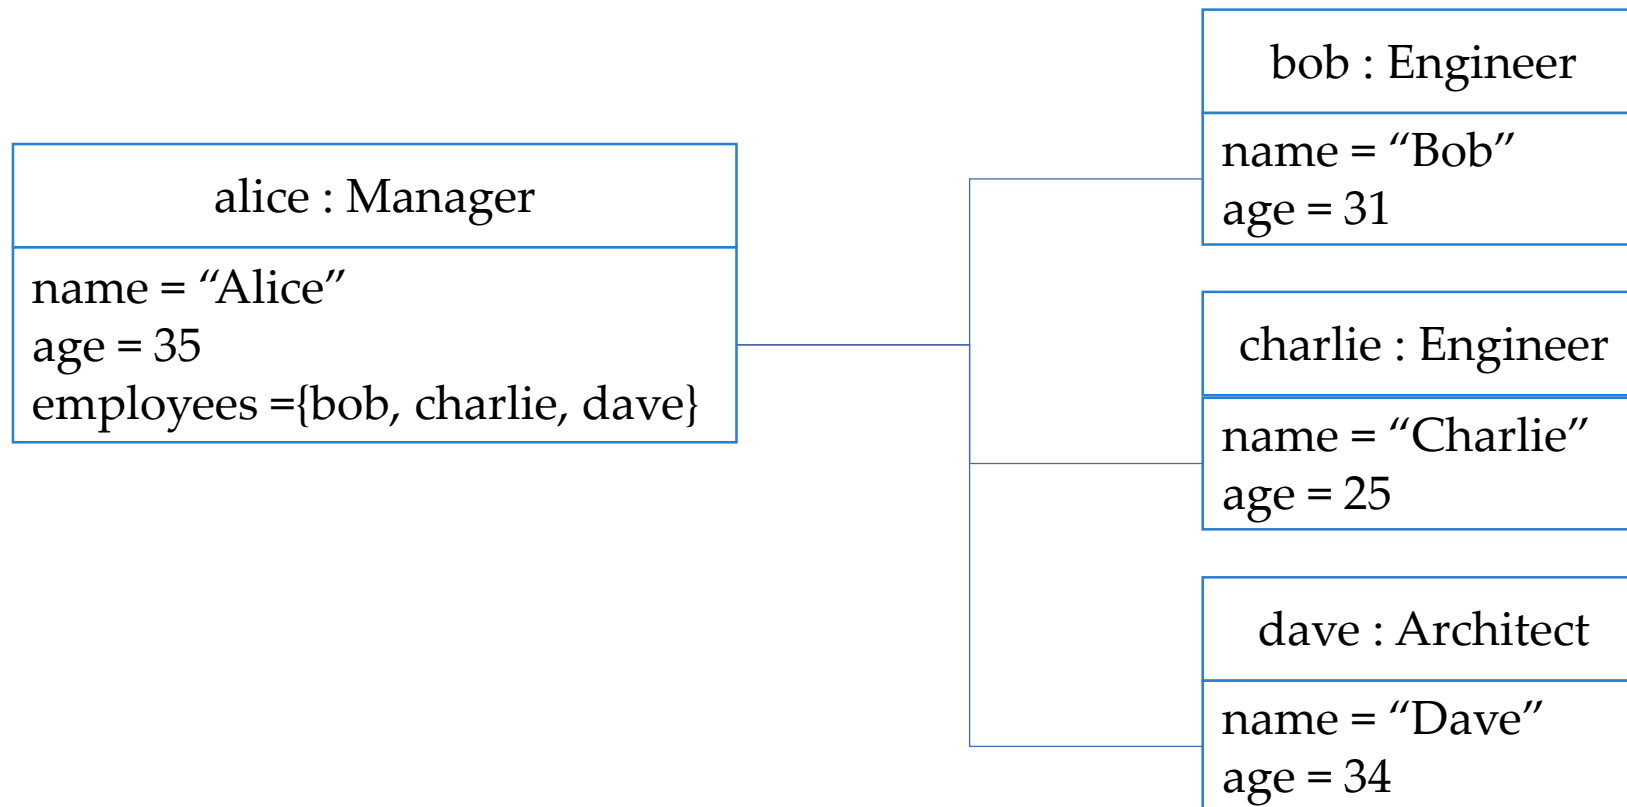 alice : Manager
name = “Alice”
age = 35
employees ={bob, charlie, dave}
bob : Engineer
name = “Bob”
age = 31
charlie : Engineer
name = “Charlie”
age = 25
dave : Architect
name = “Dave”
age = 34